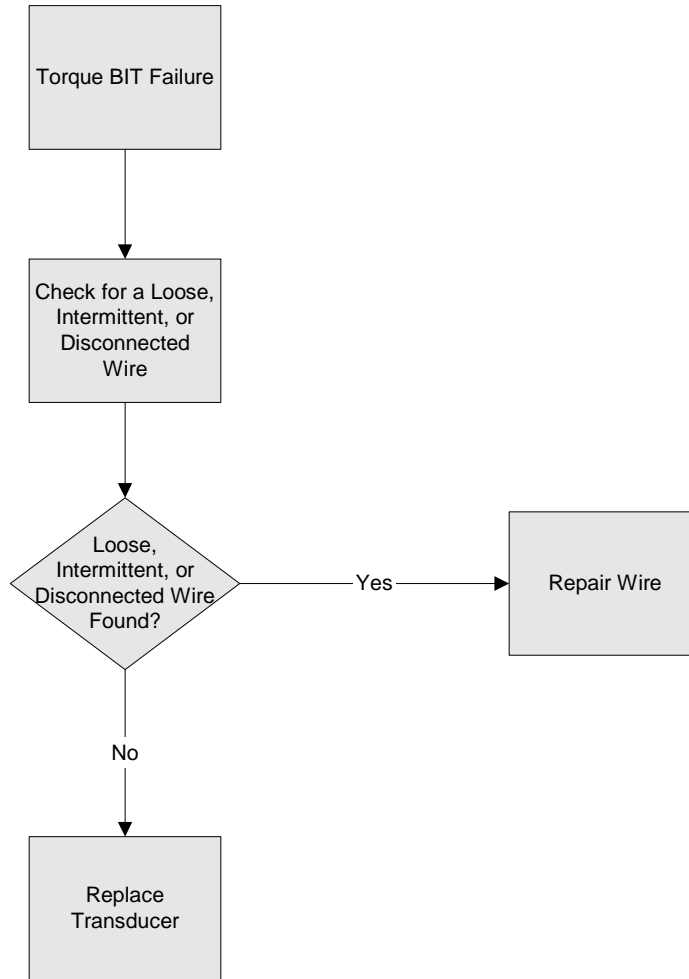 Torque BIT Failure
Check for a Loose,
Intermittent, or
Disconnected
Wire
Loose,
Intermittent, or
Disconnected Wire
Found?
Yes
Repair Wire
No
Replace
Transducer